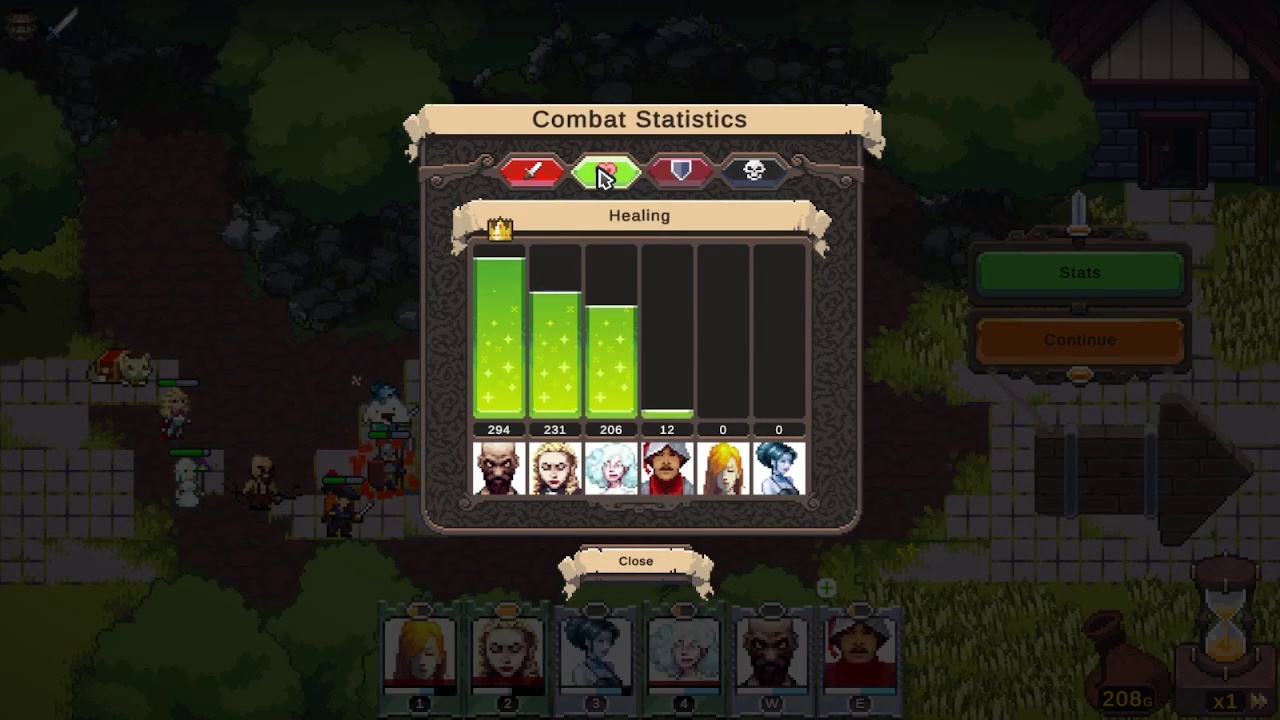 Combat Statistics
Healing
294 231 206 12 0 0
Close
Stats
Continue
1 2 3 4 W E
208G
x1